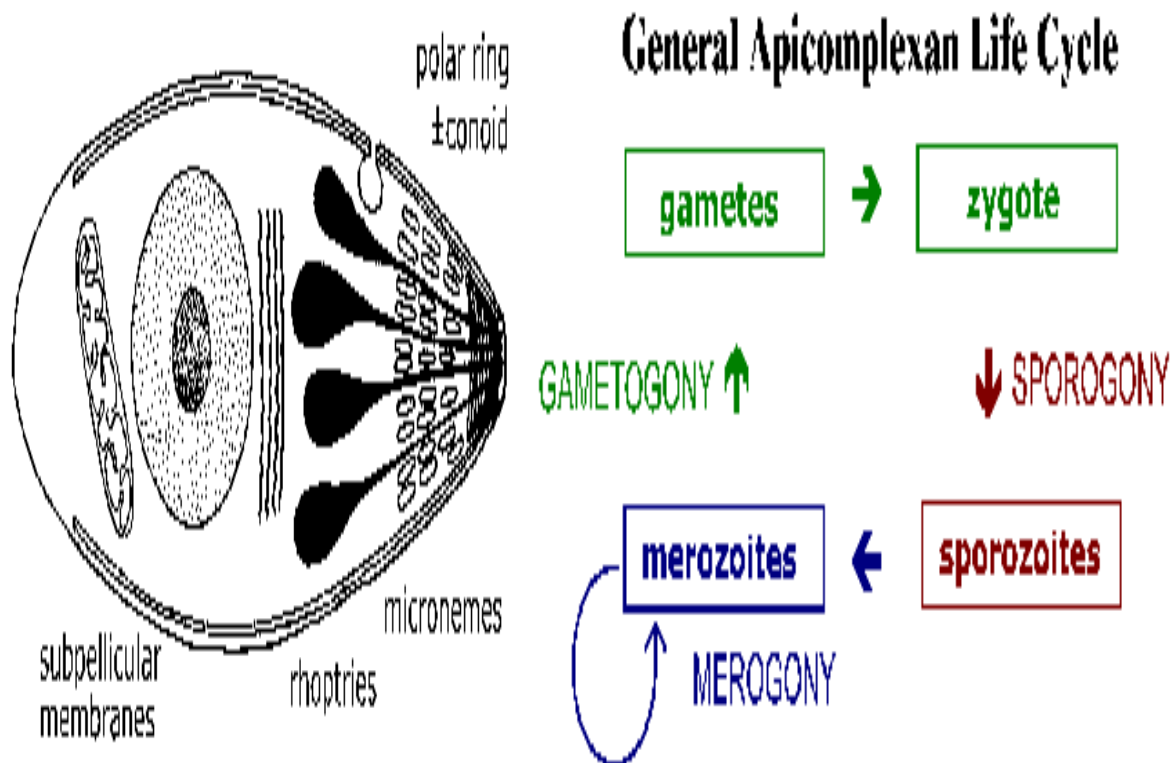 polar ring
±conoid
micronemes
rhoptries
subpellicular
membranes
General Apicomplexan Life Cycle
gametes
zygote
GAMETOGONY
SPOROGONY
merozoites
sporozoites
MEROGONY